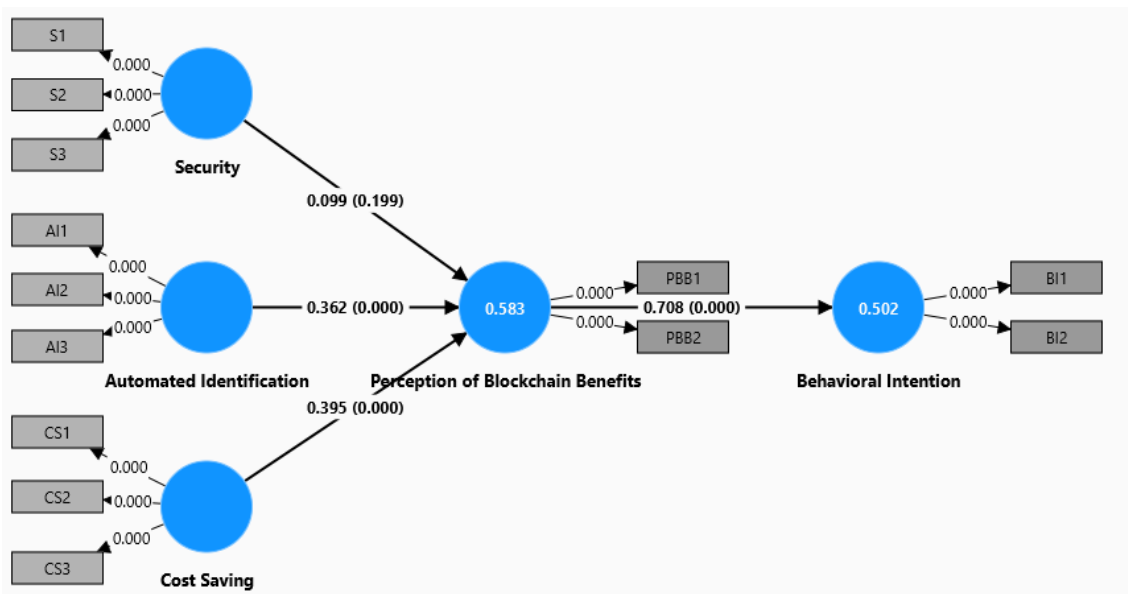 S1
0.000
S2
0.000
0.000
S3
Security
0.099 (0.199)
AI1
0.000
AI2
0.000
0.000
AI3
Automated Identification
0.362 (0.000)
0.583
Perception of Blockchain Benefits
0.000
PBB1
0.708 (0.000)
0.000
PBB2
0.502
Behavioral Intention
0.000
BI1
0.000
BI2
0.395 (0.000)
CS1
0.000
CS2
0.000
0.000
CS3
Cost Saving